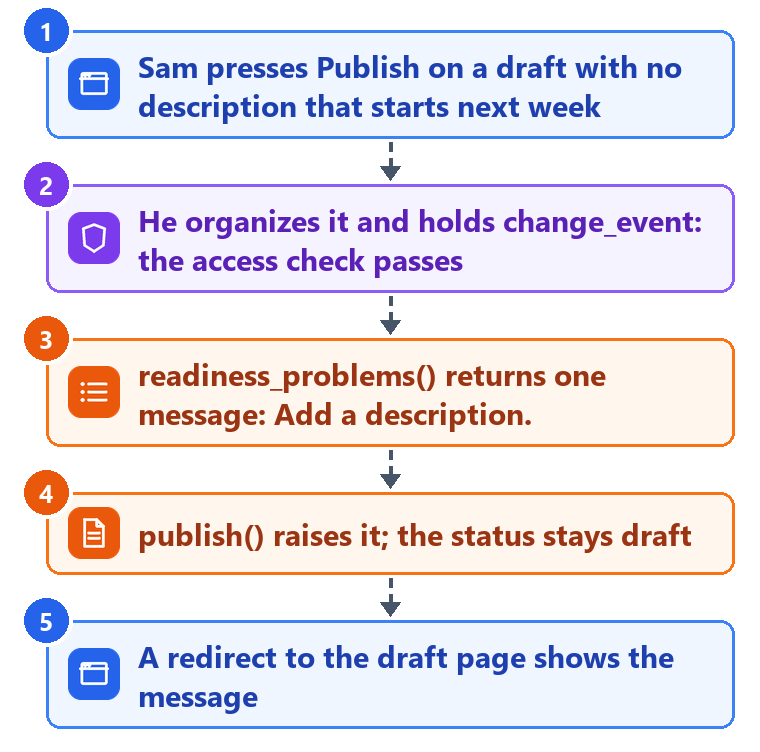 1
Sam presses Publish on a draft with no
description that starts next week
2
He organizes it and holds change_event:
the access check passes
3
readiness_problems() returns one
message: Add a description.
4
publish() raises it; the status stays draft
5
A redirect to the draft page shows the
message